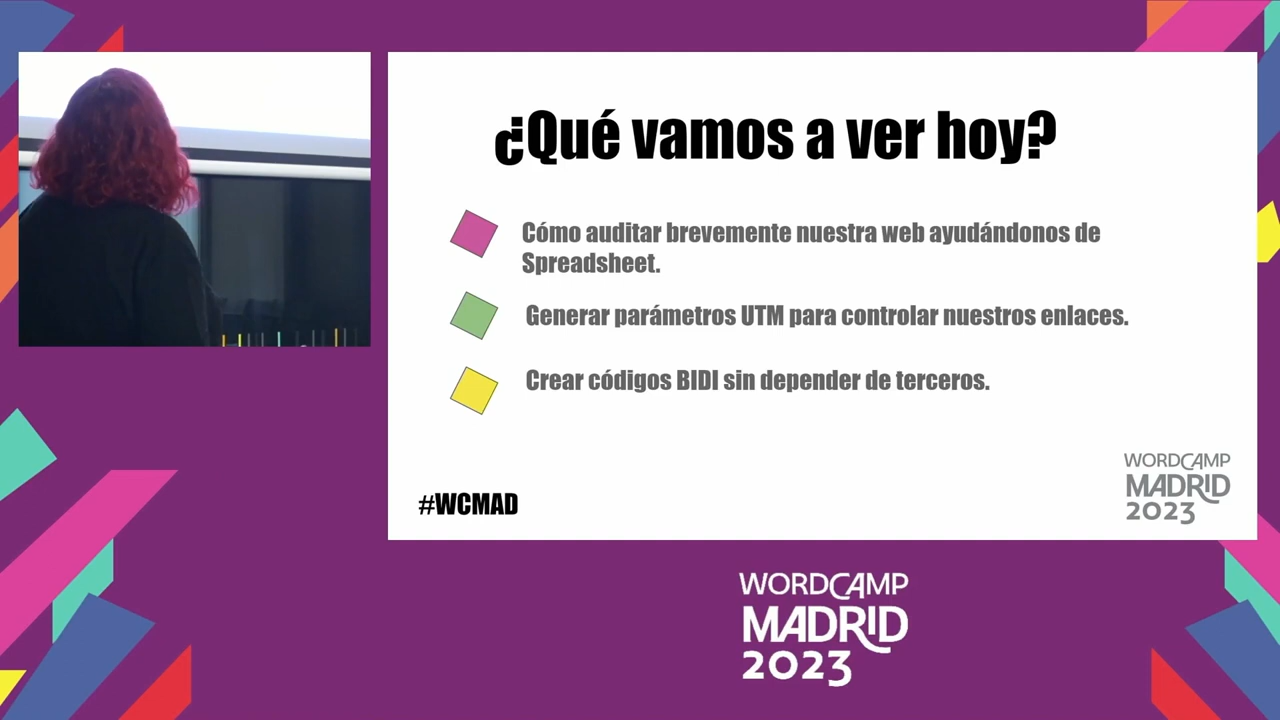 ¿Qué vamos a ver hoy?
Cómo auditar brevemente nuestra web ayudándonos de
Spreadsheet.
Generar parámetros UTM para controlar nuestros enlaces.
Crear códigos BIDI sin depender de terceros.
#WCMAD
WORDCAMP
MADRID
2023
WORDCAMP
MADRID
2023